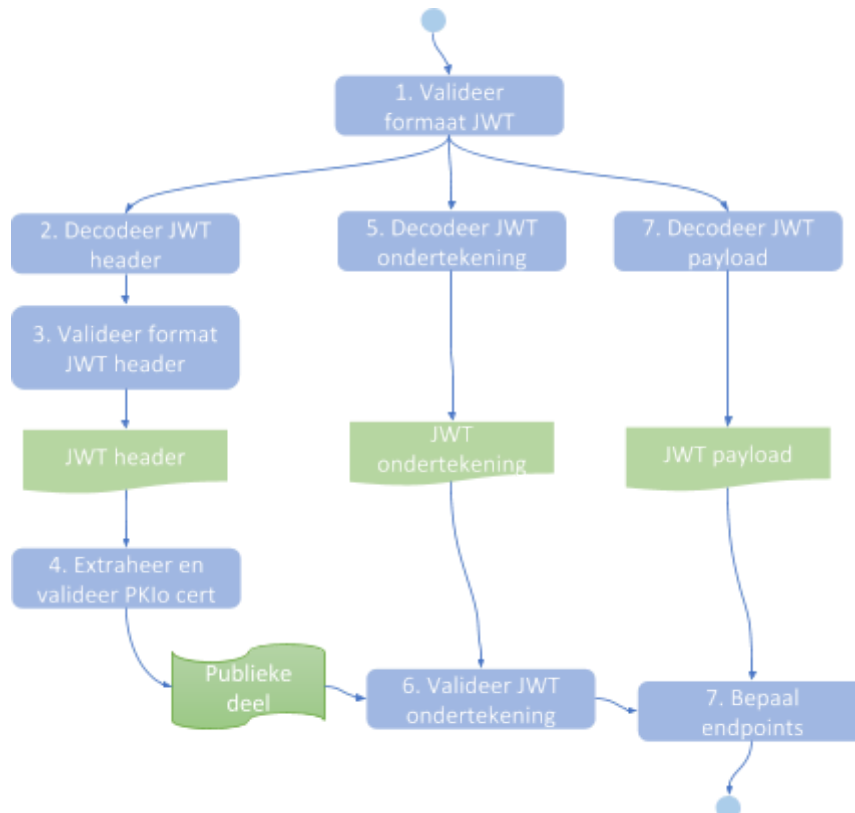 1. Valideer
formaat JWT
2. Decodeer JWT
header
5. Decodeer JWT
ondertekening
7. Decodeer JWT
payload
3. Valideer format
JWT header
JWT header
JWT
ondertekening
JWT payload
4. Extraheer en
valideer PKIo cert
Publieke
deel
6. Valideer JWT
ondertekening
7. Bepaal
endpoints